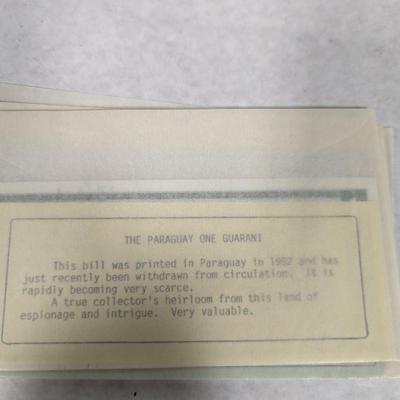 THE PARAGUAY ONE GUARANI
This bill was printed in Paraguay in 1952 and has
just recently been withdrawn from circulation. It is
rapidly becoming very scarce.
A true collector's heirloom from this land of
espionage and intrigue. Very valuable.